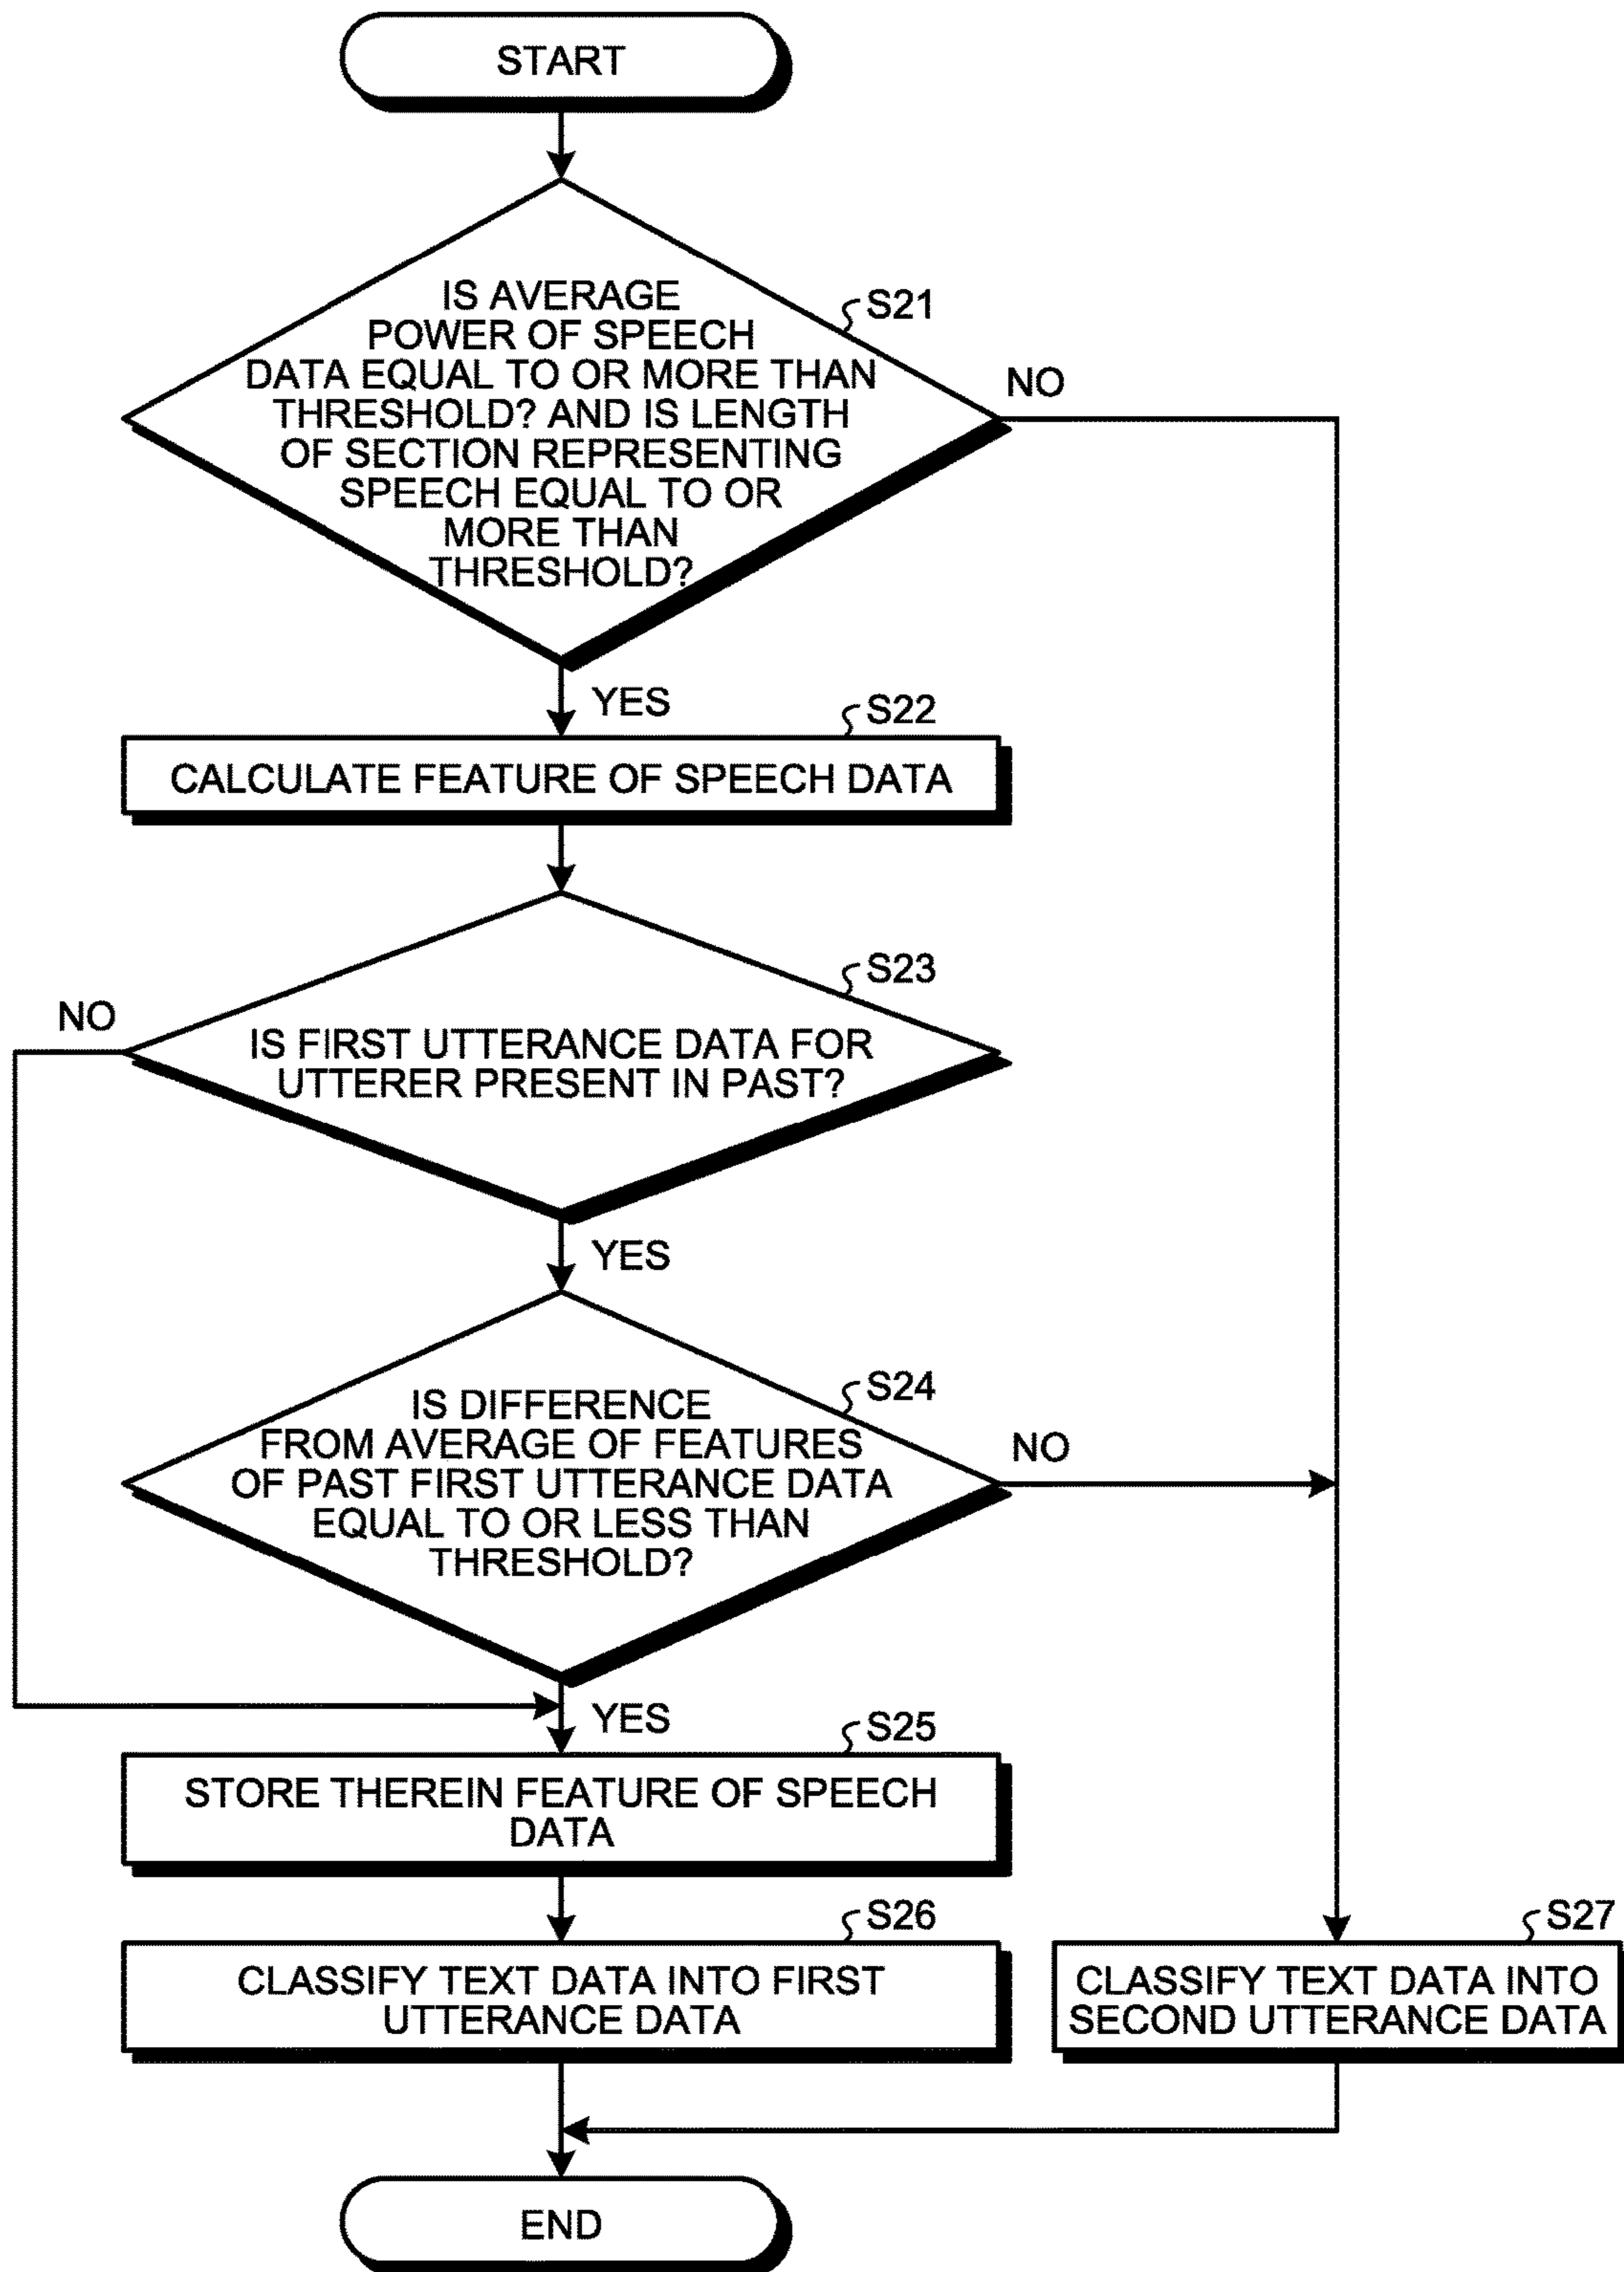 START
IS AVERAGE
POWER OF SPEECH
DATA EQUAL TO OR MORE THAN
THRESHOLD? AND IS LENGTH
OF SECTION REPRESENTING
SPEECH EQUAL TO OR
MORE THAN
THRESHOLD?
S21
NO
YES
S22
CALCULATE FEATURE OF SPEECH DATA
S23
NO
IS FIRST UTTERANCE DATA FOR
UTTERER PRESENT IN PAST?
YES
S24
IS DIFFERENCE
FROM AVERAGE OF FEATURES
OF PAST FIRST UTTERANCE DATA
EQUAL TO OR LESS THAN
THRESHOLD?
NO
YES
S25
STORE THEREIN FEATURE OF SPEECH
DATA
S26
CLASSIFY TEXT DATA INTO FIRST
UTTERANCE DATA
S27
CLASSIFY TEXT DATA INTO
SECOND UTTERANCE DATA
END